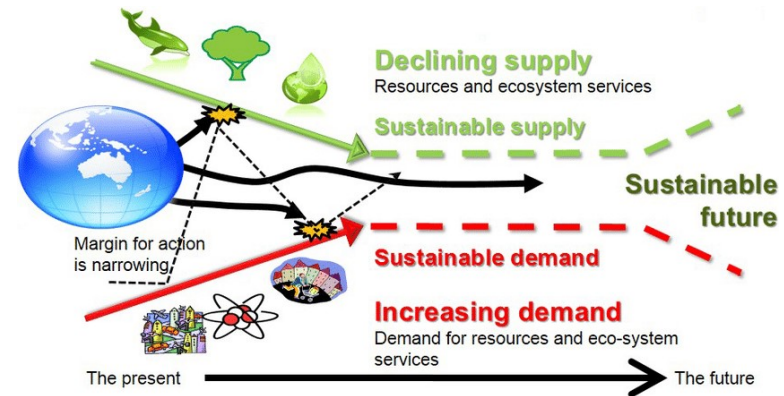 Declining supply
Resources and ecosystem services
Sustainable supply
Sustainable
future
Margin for action
is narrowing
Sustainable demand
Increasing demand
Demand for resources and eco-system
services
The present
The future